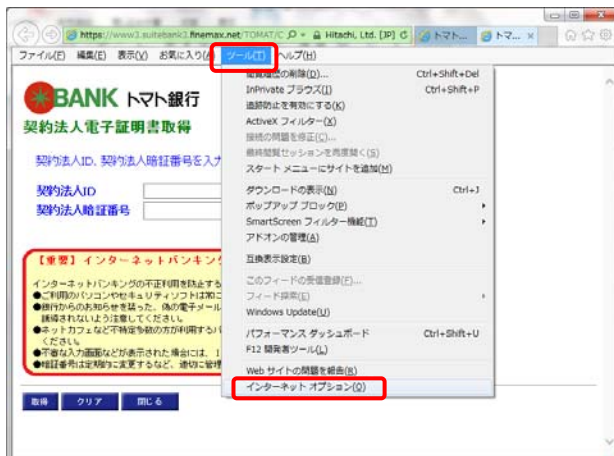 https://www3.suitebank3.finemax.net/TOMAT/C
Hitachi, Ltd. [JP]
トマト...
トマ...
ファイル(F) 編集(E) 表示(V) お気に入り(A) ツール(T) ヘルプ(H)
BANK トマト銀行
契約法人電子証明書取得
契約法人ID、契約法人暗証番号を入力
契約法人ID
契約法人暗証番号
【重要】インターネットバンキング
インターネットバンキングの不正利用を防止する
●ご利用のパソコンやセキュリティソフトは常に
●銀行からのお知らせを装った、偽の電子メール
誘導されないよう注意してください。
●ネットカフェなど不特定多数の方が利用するパ
ください。
●不審な入力画面などが表示された場合には、
●暗証番号は定期的に変更するなど、適切に管理
取得 クリア 閉じる
閲覧履歴の削除(D)... Ctrl+Shift+Del
InPrivate ブラウズ(I) Ctrl+Shift+P
追跡防止を有効にする(K)
ActiveX フィルター(X)
接続の問題を修正(C)...
最終閲覧セッションを再度開く(S)
スタート メニューにサイトを追加(M)
ダウンロードの表示(N) Ctrl+J
ポップアップ ブロック(P)
SmartScreen フィルター機能(T)
アドオンの管理(A)
互換表示設定(B)
このフィードの受信登録(F)...
フィード探索(E)
Windows Update(U)
パフォーマンス ダッシュボード Ctrl+Shift+U
F12 開発者ツール(L)
Web サイトの問題を報告(R)
インターネット オプション(O)